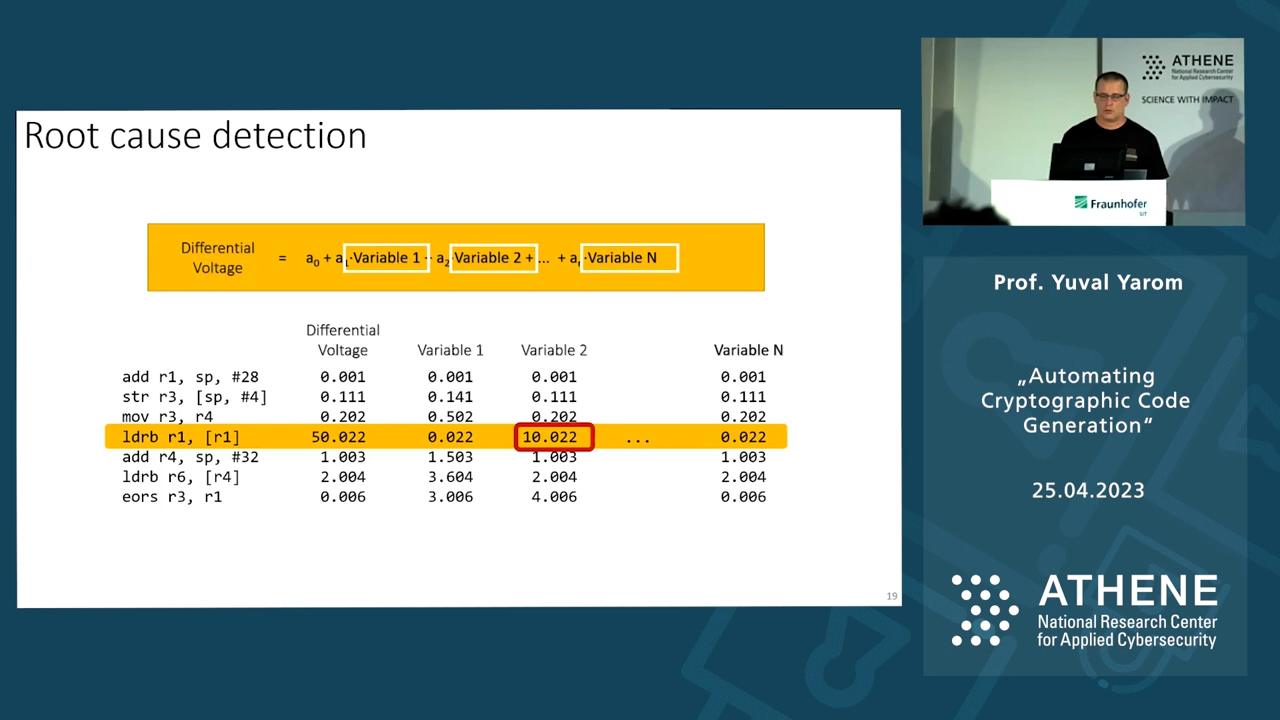 Root cause detection
Differential
Voltage
= a0 + a1·Variable 1 · a2·Variable 2 + ... + a·Variable N
Differential
Voltage Variable 1 Variable 2 Variable N
add r1, sp, #28 0.001 0.001 0.001 0.001
str r3, [sp, #4] 0.111 0.141 0.111 0.111
mov r3, r4 0.202 0.502 0.202 0.202
ldrb r1, [r1] 50.022 0.022 10.022 ... 0.022
add r4, sp, #32 1.003 1.503 1.003 1.003
ldrb r6, [r4] 2.004 3.604 2.004 2.004
eors r3, r1 0.006 3.006 4.006 0.006
19
ATHENE
National Research Center
for Applied Cybersecurity
SCIENCE WITH IMPACT
Fraunhofer
SIT
Prof. Yuval Yarom
„Automating
Cryptographic Code
Generation“
25.04.2023
ATHENE
National Research Center
for Applied Cybersecurity